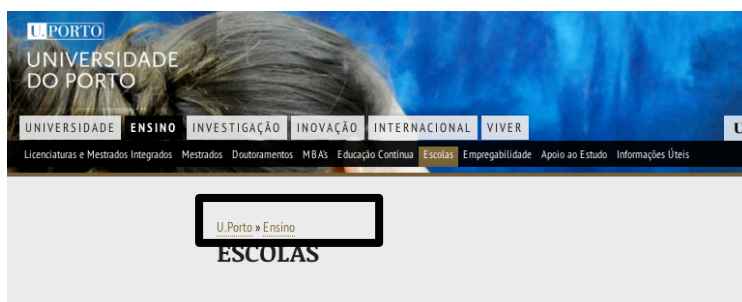 U.PORTO
UNIVERSIDADE
DO PORTO
UNIVERSIDADE ENSINO INVESTIGAÇÃO INOVAÇÃO INTERNACIONAL VIVER U
Licenciaturas e Mestrados Integrados Mestrados Doutoramentos MBA's Educação Contínua Escolas Empregabilidade Apoio ao Estudo Informações Úteis
U.Porto » Ensino
ESCOLAS